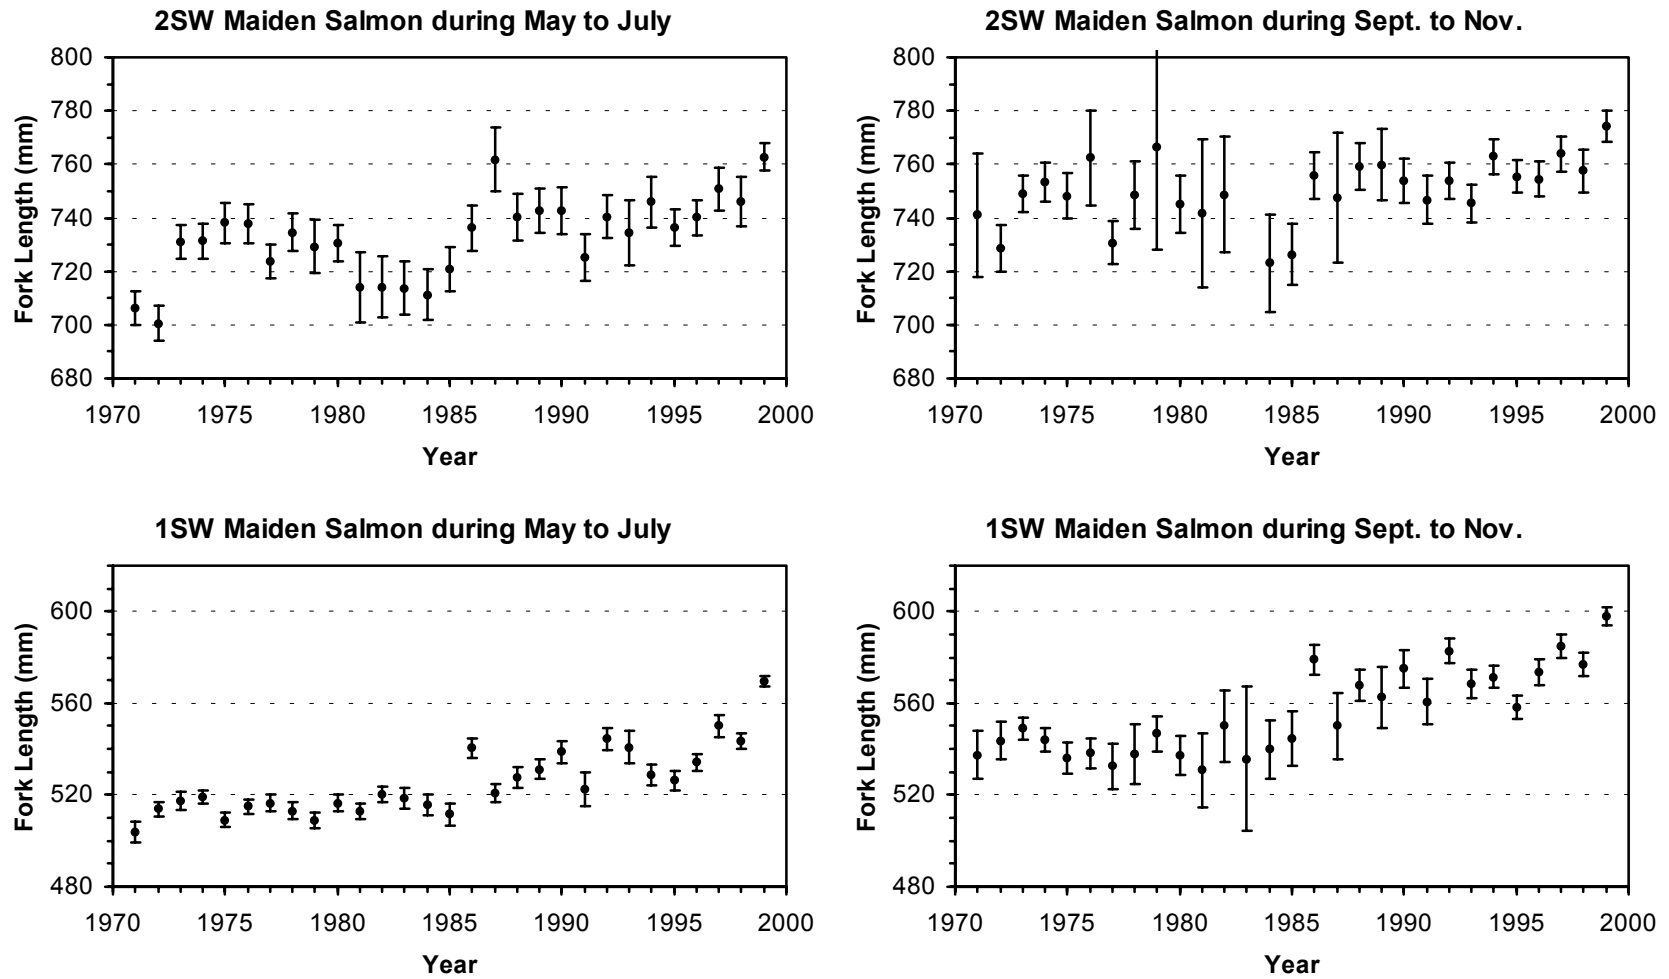 2SW Maiden Salmon during May to July
800
780
760
740
720
700
680
Fork Length (mm)
1970 1975 1980 1985 1990 1995 2000
Year
2SW Maiden Salmon during Sept. to Nov.
800
780
760
740
720
700
680
Fork Length (mm)
1970 1975 1980 1985 1990 1995 2000
Year
1SW Maiden Salmon during May to July
600
560
520
480
Fork Length (mm)
1970 1975 1980 1985 1990 1995 2000
Year
1SW Maiden Salmon during Sept. to Nov.
600
560
520
480
Fork Length (mm)
1970 1975 1980 1985 1990 1995 2000
Year